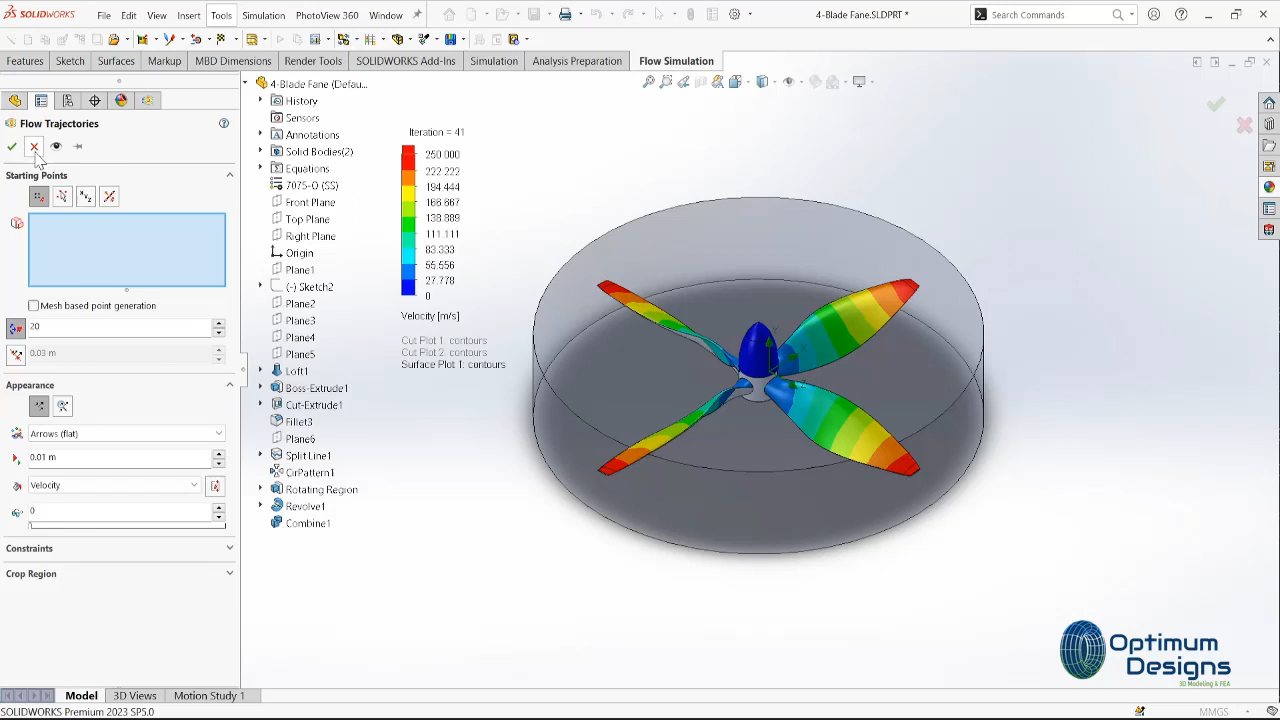 SOLIDWORKS File Edit View Insert Tools Simulation PhotoView 360 Window 4-Blade Fane.SLDPRT * Search Commands
Features Sketch Surfaces Markup MBD Dimensions Render Tools SOLIDWORKS Add-Ins Simulation Analysis Preparation Flow Simulation
Flow Trajectories
Starting Points
Mesh based point generation
20
0.03 m
Appearance
Arrows (flat)
0.01 m
Velocity
0
Constraints
Crop Region
4-Blade Fane (Defau...
History
Sensors
Annotations
Solid Bodies(2)
Equations
7075-O (SS)
Front Plane
Top Plane
Right Plane
Origin
Plane1
(-) Sketch2
Plane2
Plane3
Plane4
Plane5
Loft1
Boss-Extrude1
Cut-Extrude1
Fillet3
Plane6
Split Line1
CirPattern1
Rotating Region
Revolve1
Combine1
Iteration = 41
250.000
222.222
194.444
166.667
138.889
111.111
83.333
55.556
27.778
0
Velocity [m/s]
Cut Plot 1: contours
Cut Plot 2: contours
Surface Plot 1: contours
Optimum
Designs
3D Modeling & FEA
Model 3D Views Motion Study 1
SOLIDWORKS Premium 2023 SP5.0 MMGS